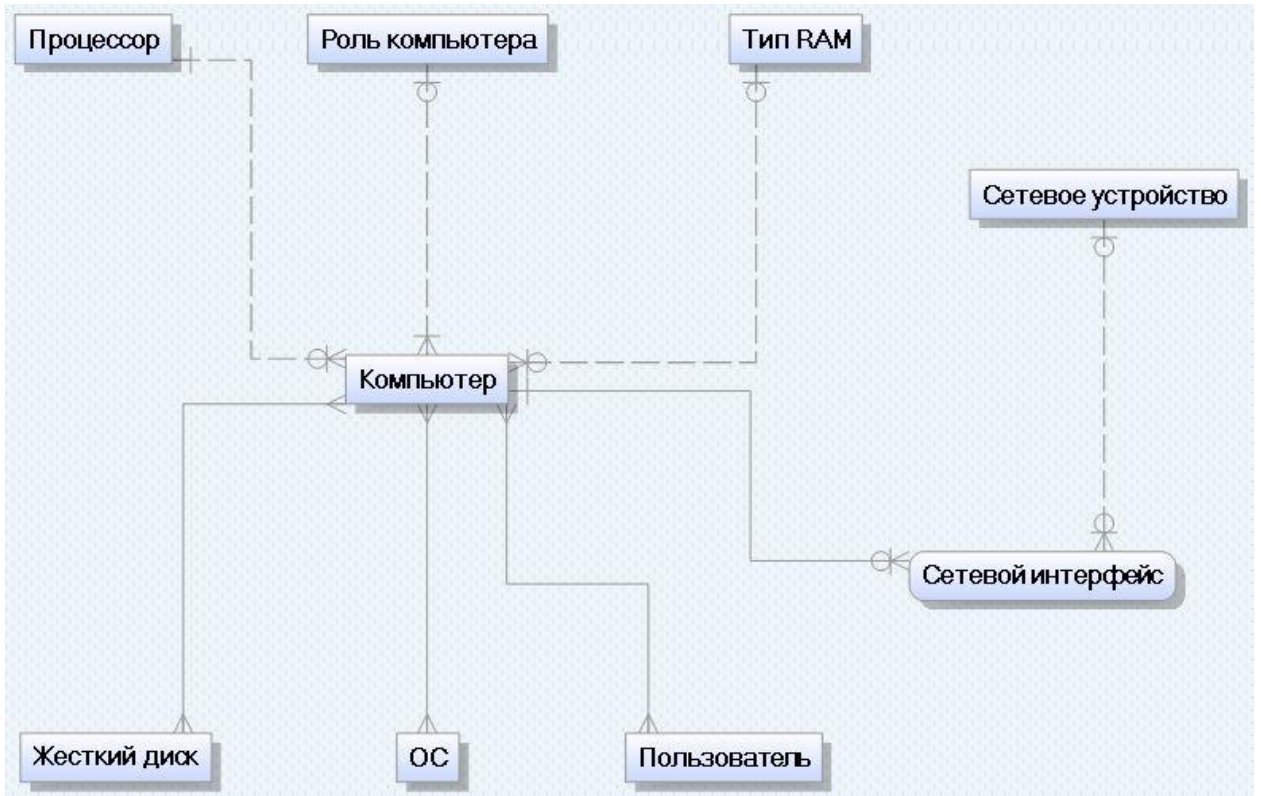 Процессор
Роль компьютера
Тип RAM
Сетевое устройство
Компьютер
Сетевой интерфейс
Жесткий диск
ОС
Пользователь